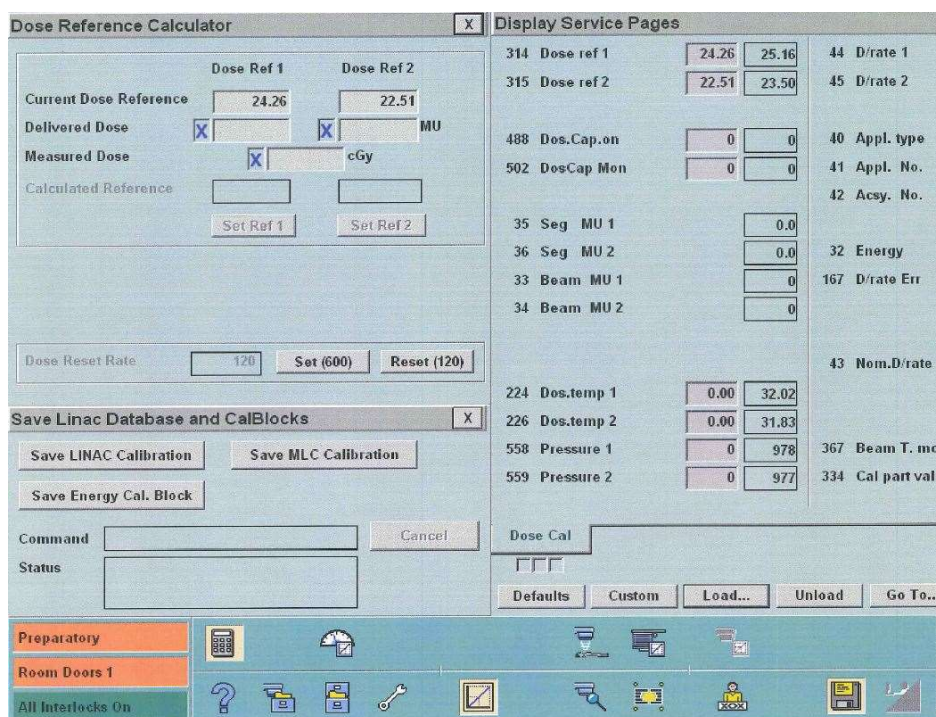 Dose Reference Calculator X
Dose Ref 1 Dose Ref 2
Current Dose Reference 24.26 22.51
Delivered Dose X X MU
Measured Dose X cGy
Calculated Reference
Set Ref 1 Set Ref 2
Dose Reset Rate 120 Set (600) Reset (120)
Save Linac Database and CalBlocks X
Save LINAC Calibration Save MLC Calibration
Save Energy Cal. Block
Command Cancel
Status
Display Service Pages
314 Dose ref 1 24.26 25.16 44 D/rate 1
315 Dose ref 2 22.51 23.50 45 D/rate 2
488 Dos.Cap.on 0 0 40 Appl. type
502 DosCap Mon 0 0 41 Appl. No.
42 Acsy. No.
35 Seg MU 1 0.0
36 Seg MU 2 0.0 32 Energy
33 Beam MU 1 0 167 D/rate Err
34 Beam MU 2 0
43 Nom.D/rate
224 Dos.temp 1 0.00 32.02
226 Dos.temp 2 0.00 31.83
558 Pressure 1 0 978 367 Beam T. mo
559 Pressure 2 0 977 334 Cal part val
Dose Cal
Defaults Custom Load... Unload Go To..
Preparatory
Room Doors 1
All Interlocks On
?
XOX